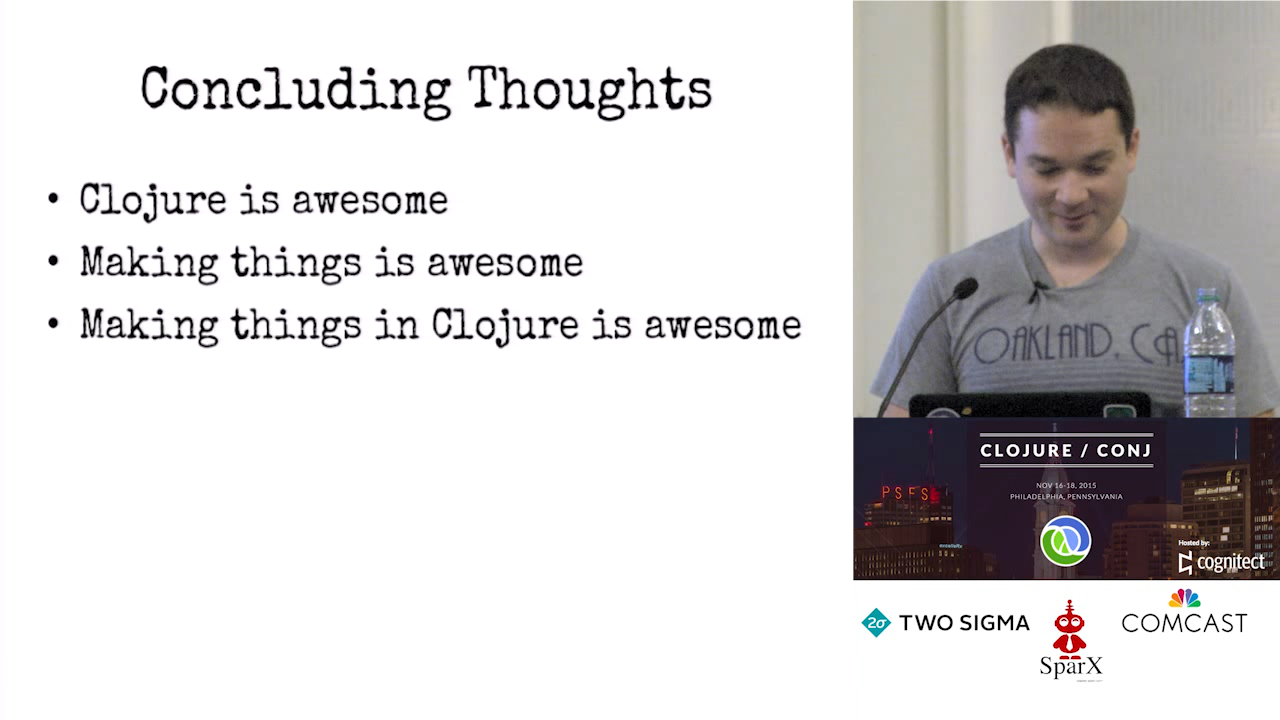 Concluding Thoughts
• Clojure is awesome
• Making things is awesome
• Making things in Clojure is awesome
OAKLAND, CA
CLOJURE / CONJ
NOV 16-18, 2015
PHILADELPHIA, PENNSYLVANIA
PSFS
Hosted by:
cognitect
2σ TWO SIGMA
SparX
COMCAST